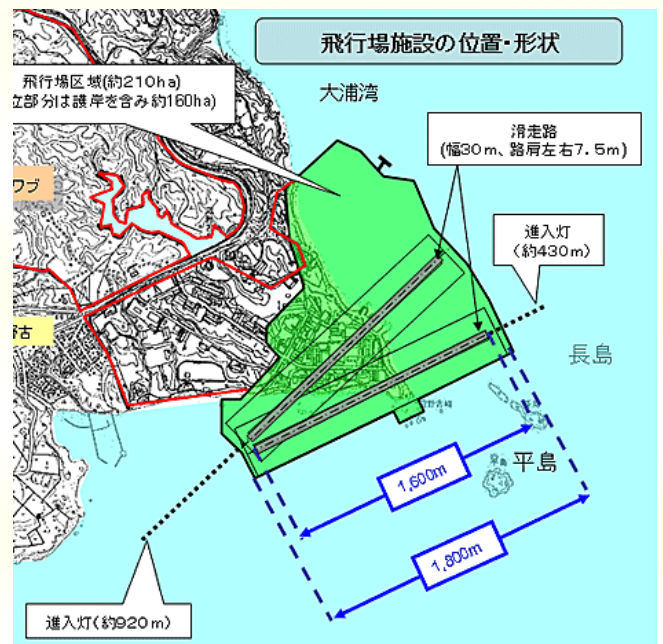 飛行場施設の位置・形状
飛行場区域(約210ha)
立部分は護岸を含み約160ha)
大浦湾
滑走路
(幅30m、路肩左右7.5m)
ワブ
進入灯
(約430m)
野古
長島
平島
1,600m
1,800m
進入灯(約920m)